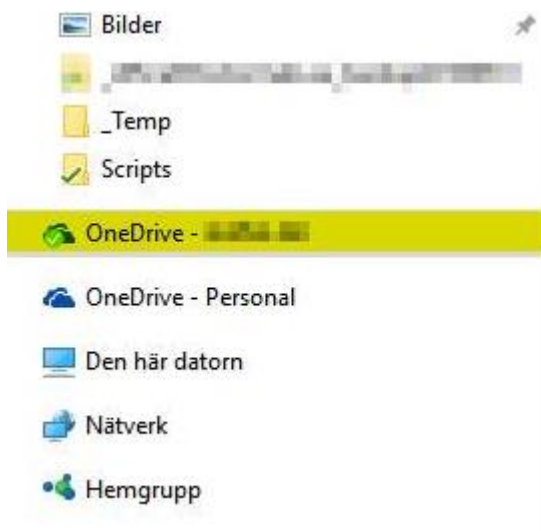 Bilder
_Temp
Scripts
OneDrive -
OneDrive - Personal
Den här datorn
Nätverk
Hemgrupp